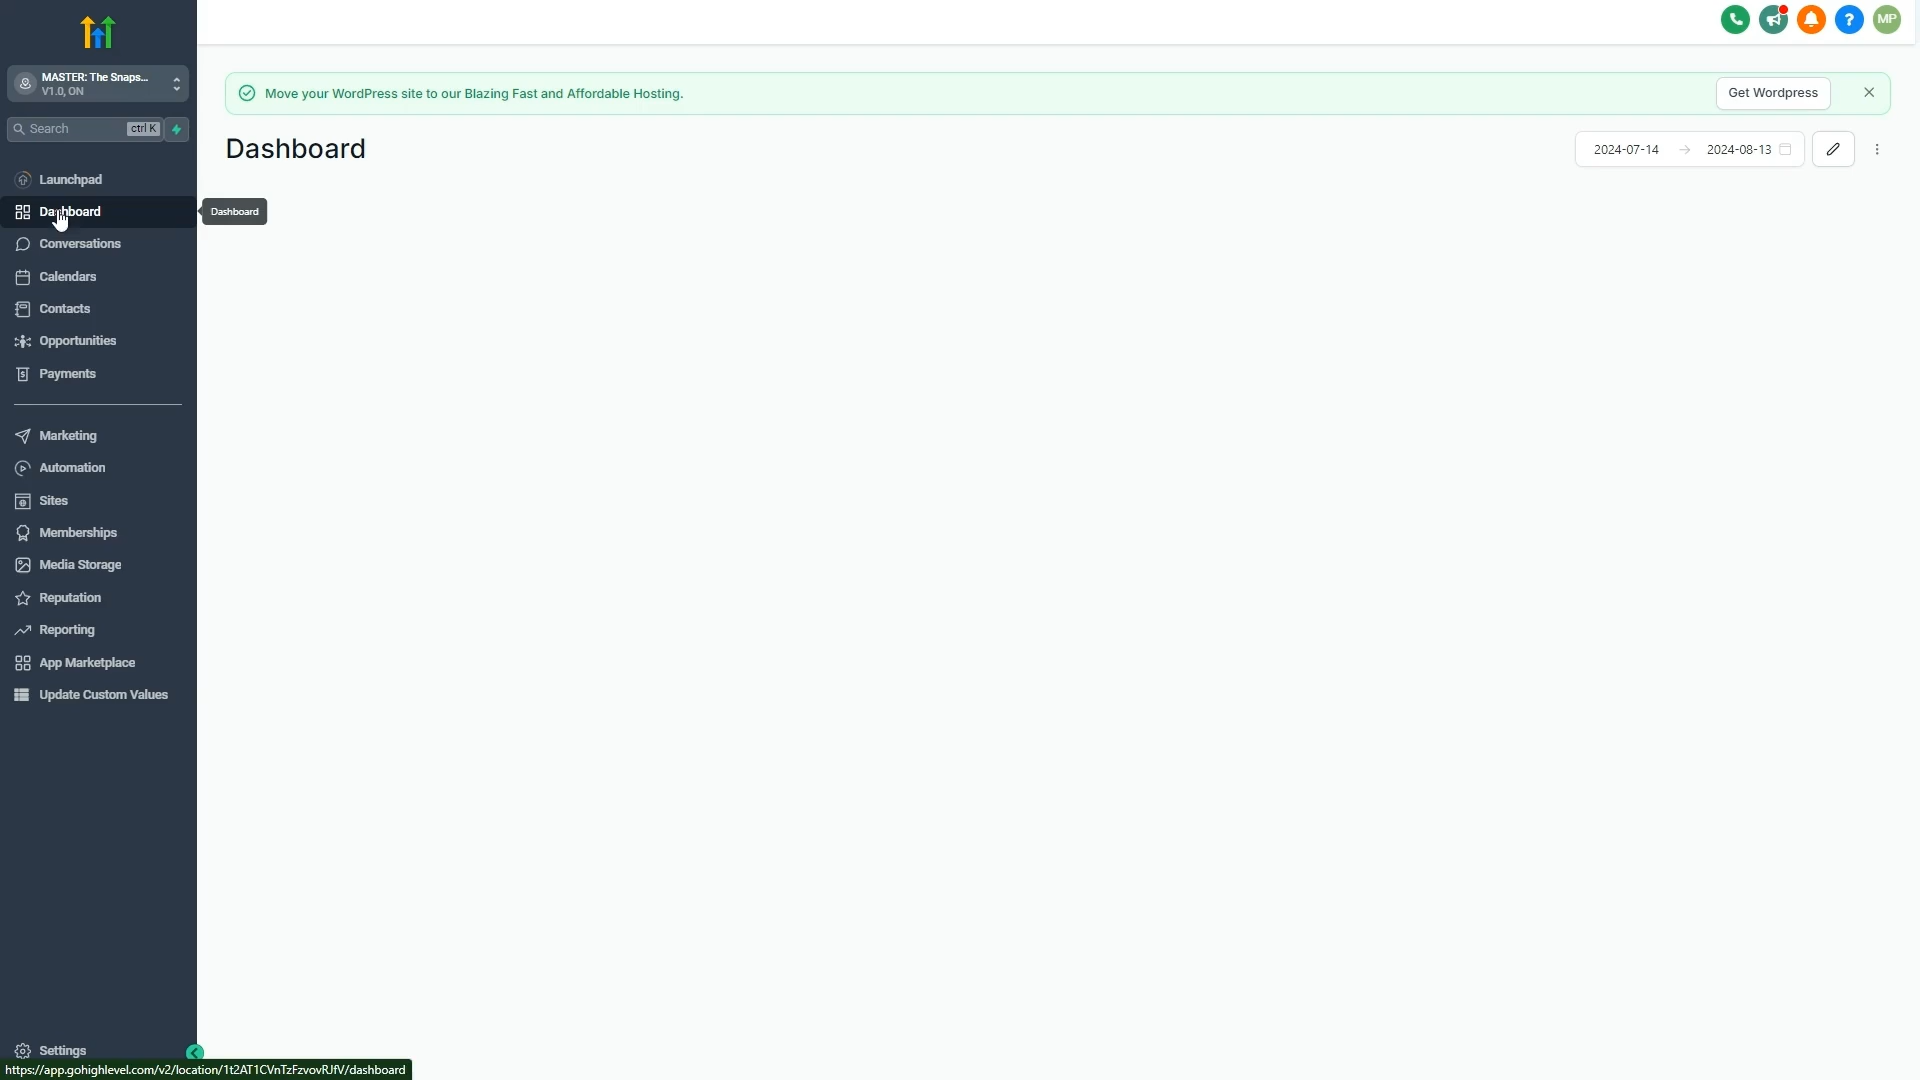 MASTER: The Snaps...
V1.0, ON
Search ctrl K
Launchpad
Dashboard
Conversations
Calendars
Contacts
Opportunities
Payments
Marketing
Automation
Sites
Memberships
Media Storage
Reputation
Reporting
App Marketplace
Update Custom Values
Settings
https://app.gohighlevel.com/v2/location/1t2AT1CVnTzFzvovRJfV/dashboard
Dashboard
MP
Move your WordPress site to our Blazing Fast and Affordable Hosting.
Get Wordpress
Dashboard
2024-07-14 → 2024-08-13